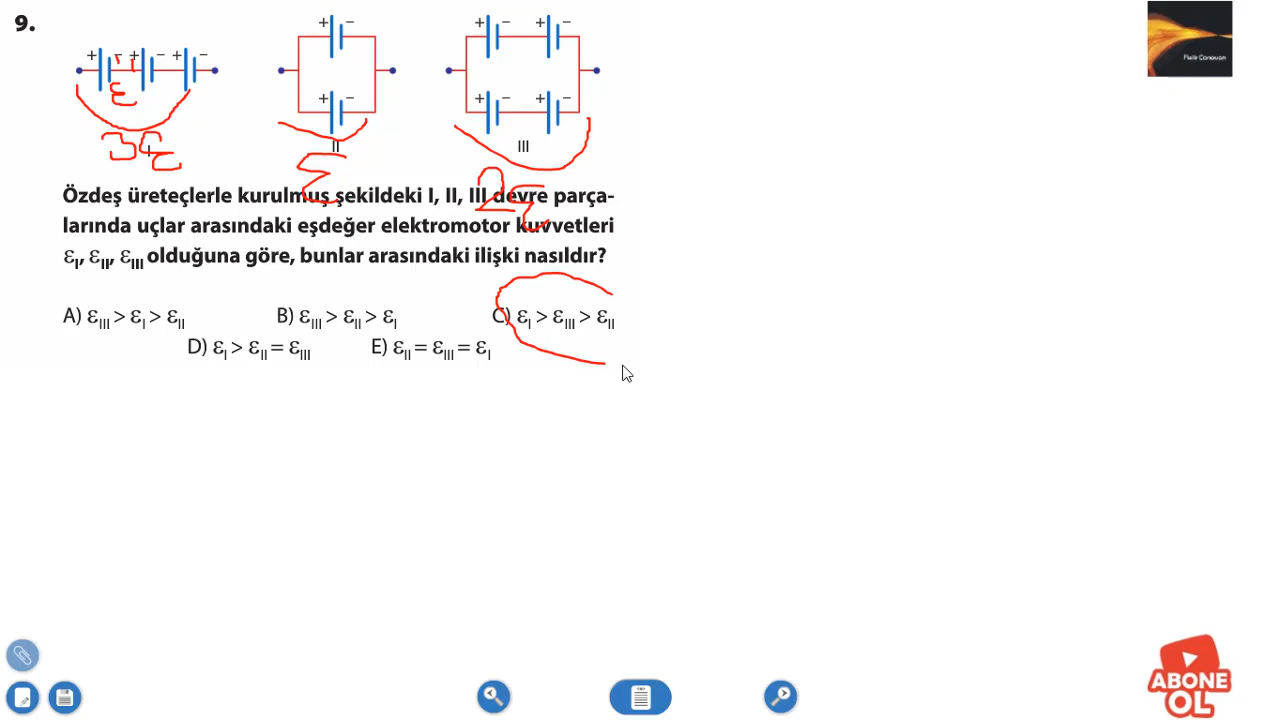 9.
+ - + - + -
+ -
+ -
+ - + -
+ - + -
ε
3ε
I
II
III
ε
2ε
Özdeş üreteçlerle kurulmuş şekildeki I, II, III devre parça-
larında uçlar arasındaki eşdeğer elektromotor kuvvetleri
εI, εII, εIII olduğuna göre, bunlar arasındaki ilişki nasıldır?
A) εIII > εI > εII B) εIII > εII > εI C) εI > εIII > εII
D) εI > εII = εIII E) εII = εIII = εI
Fizik Canavarı
ABONE
OL